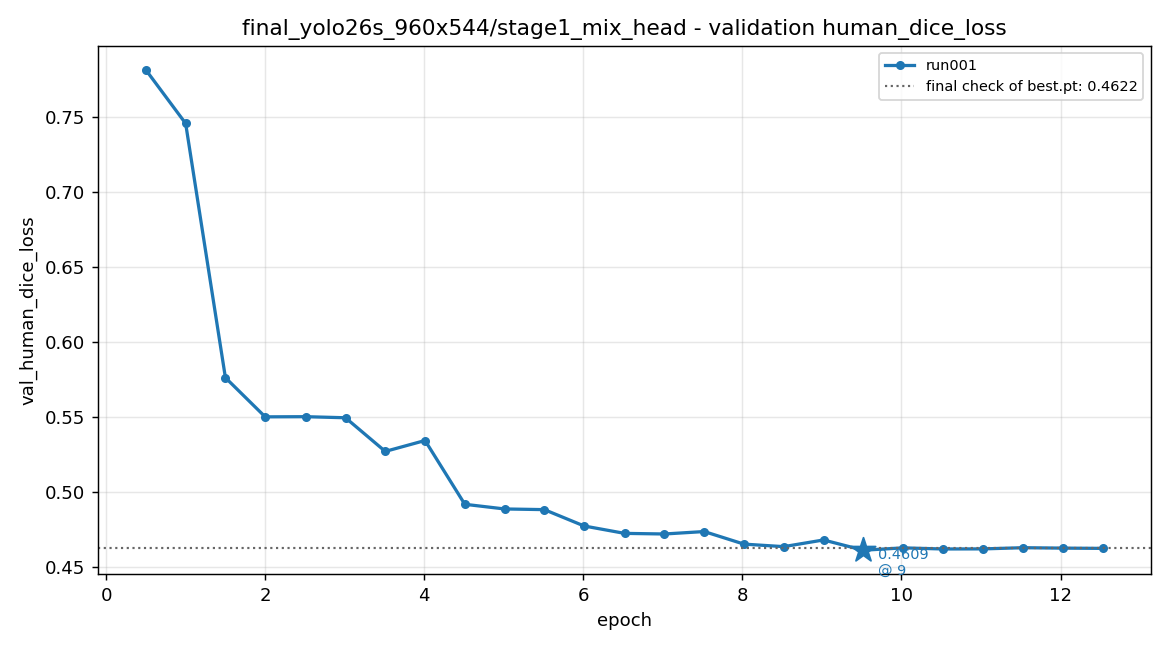 final_yolo26s_960x544/stage1_mix_head - validation human_dice_loss
run001
final check of best.pt: 0.4622
val_human_dice_loss
0.75
0.70
0.65
0.60
0.55
0.50
0.45
0.4609
@ 9
0 2 4 6 8 10 12
epoch